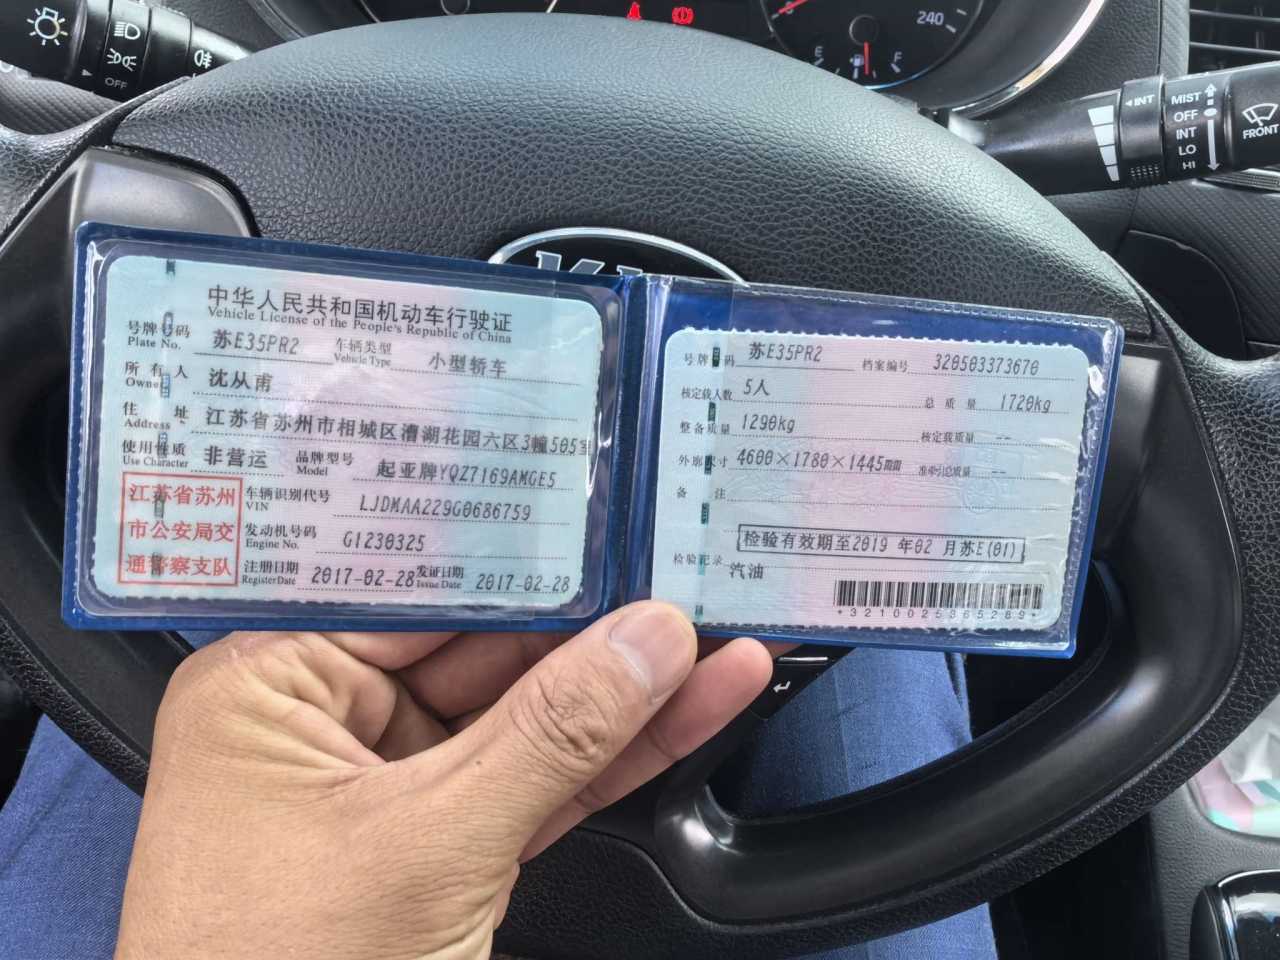 OFF
240
E
F
INT
MIST
OFF
INT
LO
HI
FRONT
中华人民共和国机动车行驶证
Vehicle License of the People's Republic of China
号牌号码 苏E35PR2 车辆类型 小型轿车
Plate No. Vehicle Type
所有人 沈从甫
Owner
住址 江苏省苏州市相城区漕湖花园六区3幢505室
Address
使用性质 非营运 品牌型号 起亚牌YQZ7169AMGE5
Use Character Model
江苏省苏州
市公安局交
通警察支队
车辆识别代号 LJDMAA229G0686759
VIN
发动机号码 G1230325
Engine No.
注册日期 2017-02-28 发证日期 2017-02-28
Register Date Issue Date
号牌号码 苏E35PR2 档案编号 320503373670
核定载人数 5人 总质量 1720kg
整备质量 1290kg 核定载质量 --
外廓尺寸 4600×1780×1445mm 准牵引总质量 --
备注
检验有效期至2019 年02 月苏E(01)
检验记录
汽油
*3210025365289*